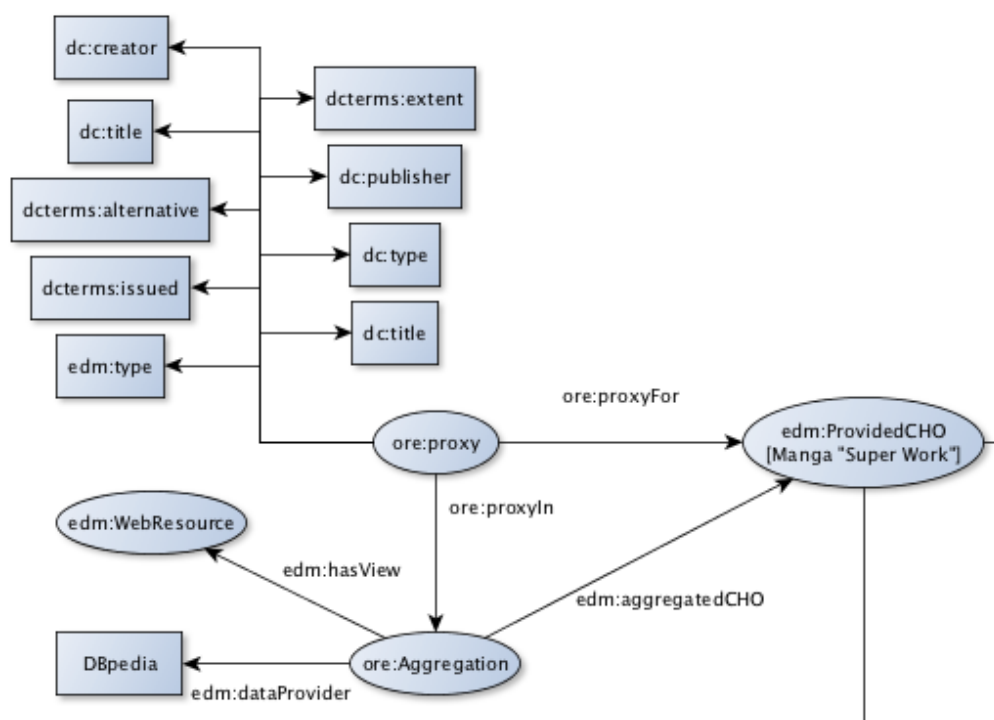 dc:creator
dcterms:extent
dc:title
dc:publisher
dcterms:alternative
dc:type
dcterms:issued
dc:title
edm:type
ore:proxyFor
ore:proxy
edm:ProvidedCHO
[Manga "Super Work"]
ore:proxyIn
edm:WebResource
edm:hasView
edm:aggregatedCHO
DBpedia
ore:Aggregation
edm:dataProvider